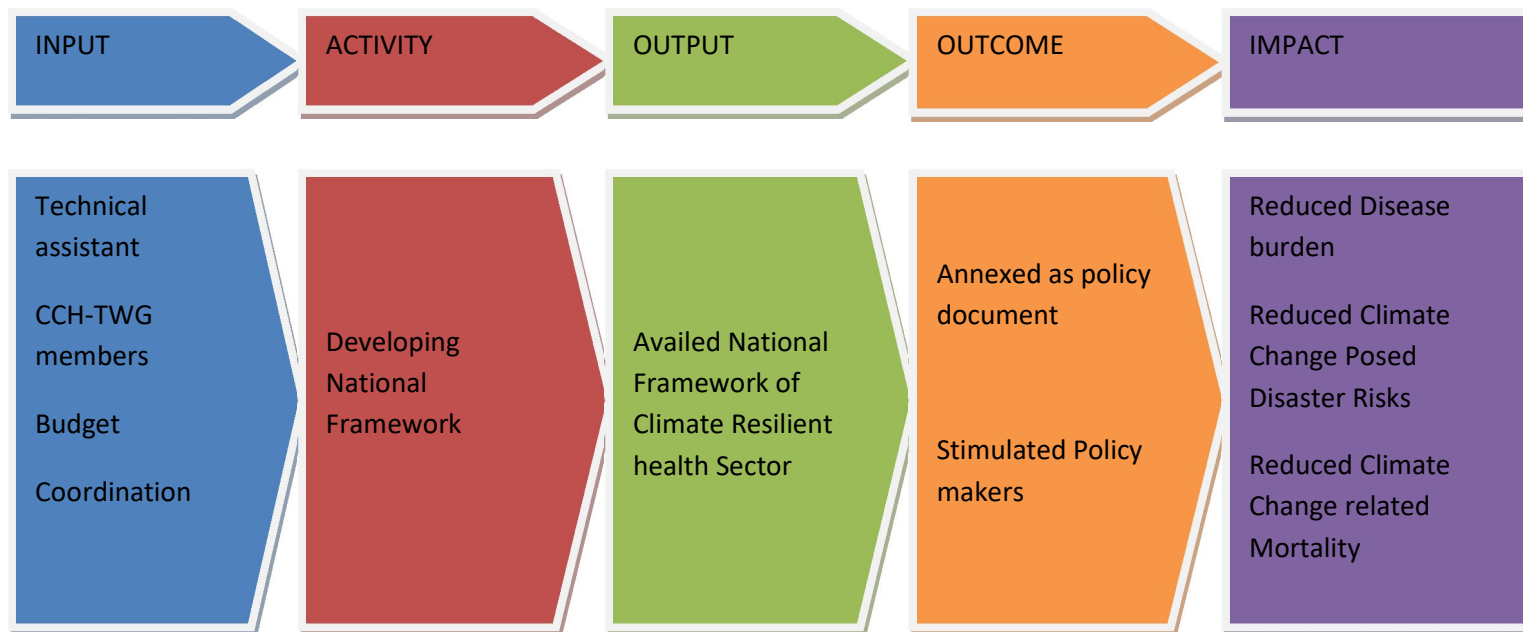 INPUT
ACTIVITY
OUTPUT
OUTCOME
IMPACT
Technical
assistant
CCH-TWG
members
Budget
Coordination
Developing
National
Framework
Availed National
Framework of
Climate Resilient
health Sector
Annexed as policy
document
Stimulated Policy
makers
Reduced Disease
burden
Reduced Climate
Change Posed
Disaster Risks
Reduced Climate
Change related
Mortality